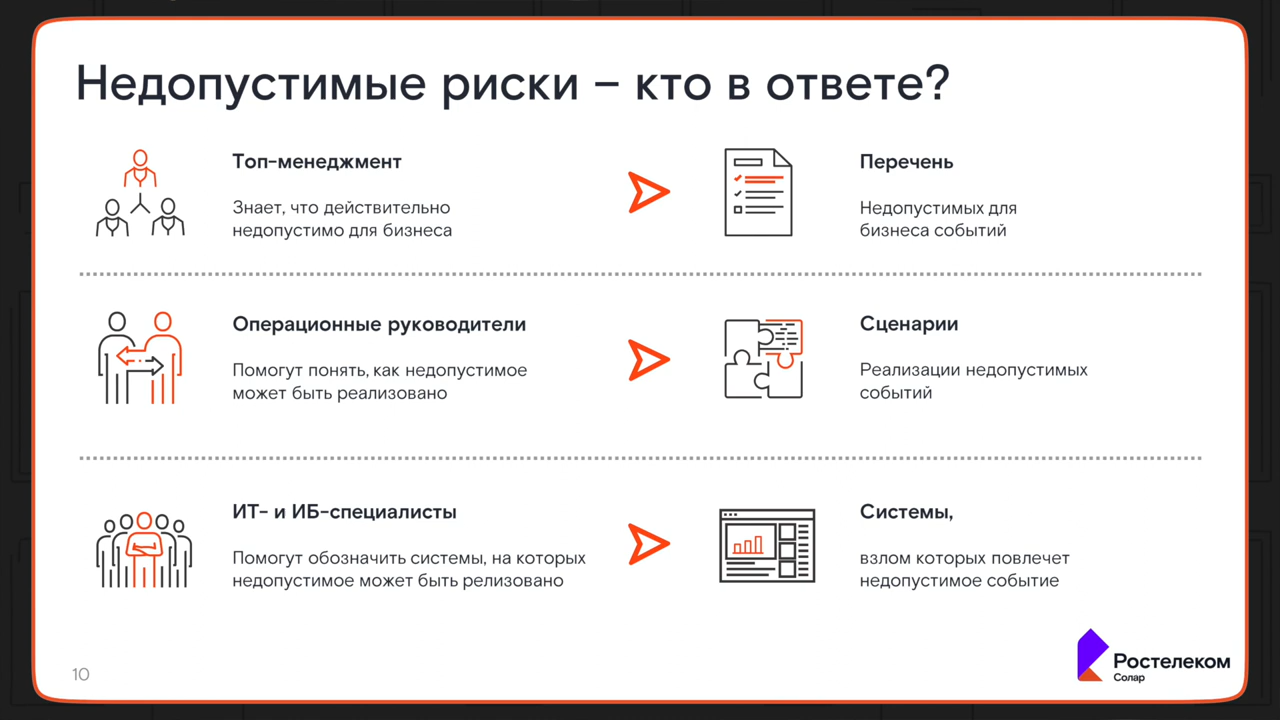 Недопустимые риски – кто в ответе?
Топ-менеджмент
Знает, что действительно
недопустимо для бизнеса
Перечень
Недопустимых для
бизнеса событий
Операционные руководители
Помогут понять, как недопустимое
может быть реализовано
Сценарии
Реализации недопустимых
событий
ИТ- и ИБ-специалисты
Помогут обозначить системы, на которых
недопустимое может быть релизовано
Системы,
взлом которых повлечет
недопустимое событие
10
Ростелеком
Солар